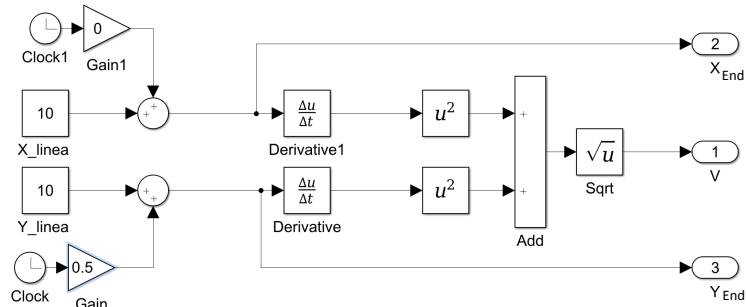 0
2
Clock1
Gain1
X_End
10
Δu
Δt
u²
+
+
+
X_linea
Derivative1
√u
1
Sqrt
V
10
Δu
Δt
u²
+
+
+
Y_linea
Derivative
Add
0.5
3
Clock
Gain
Y_End